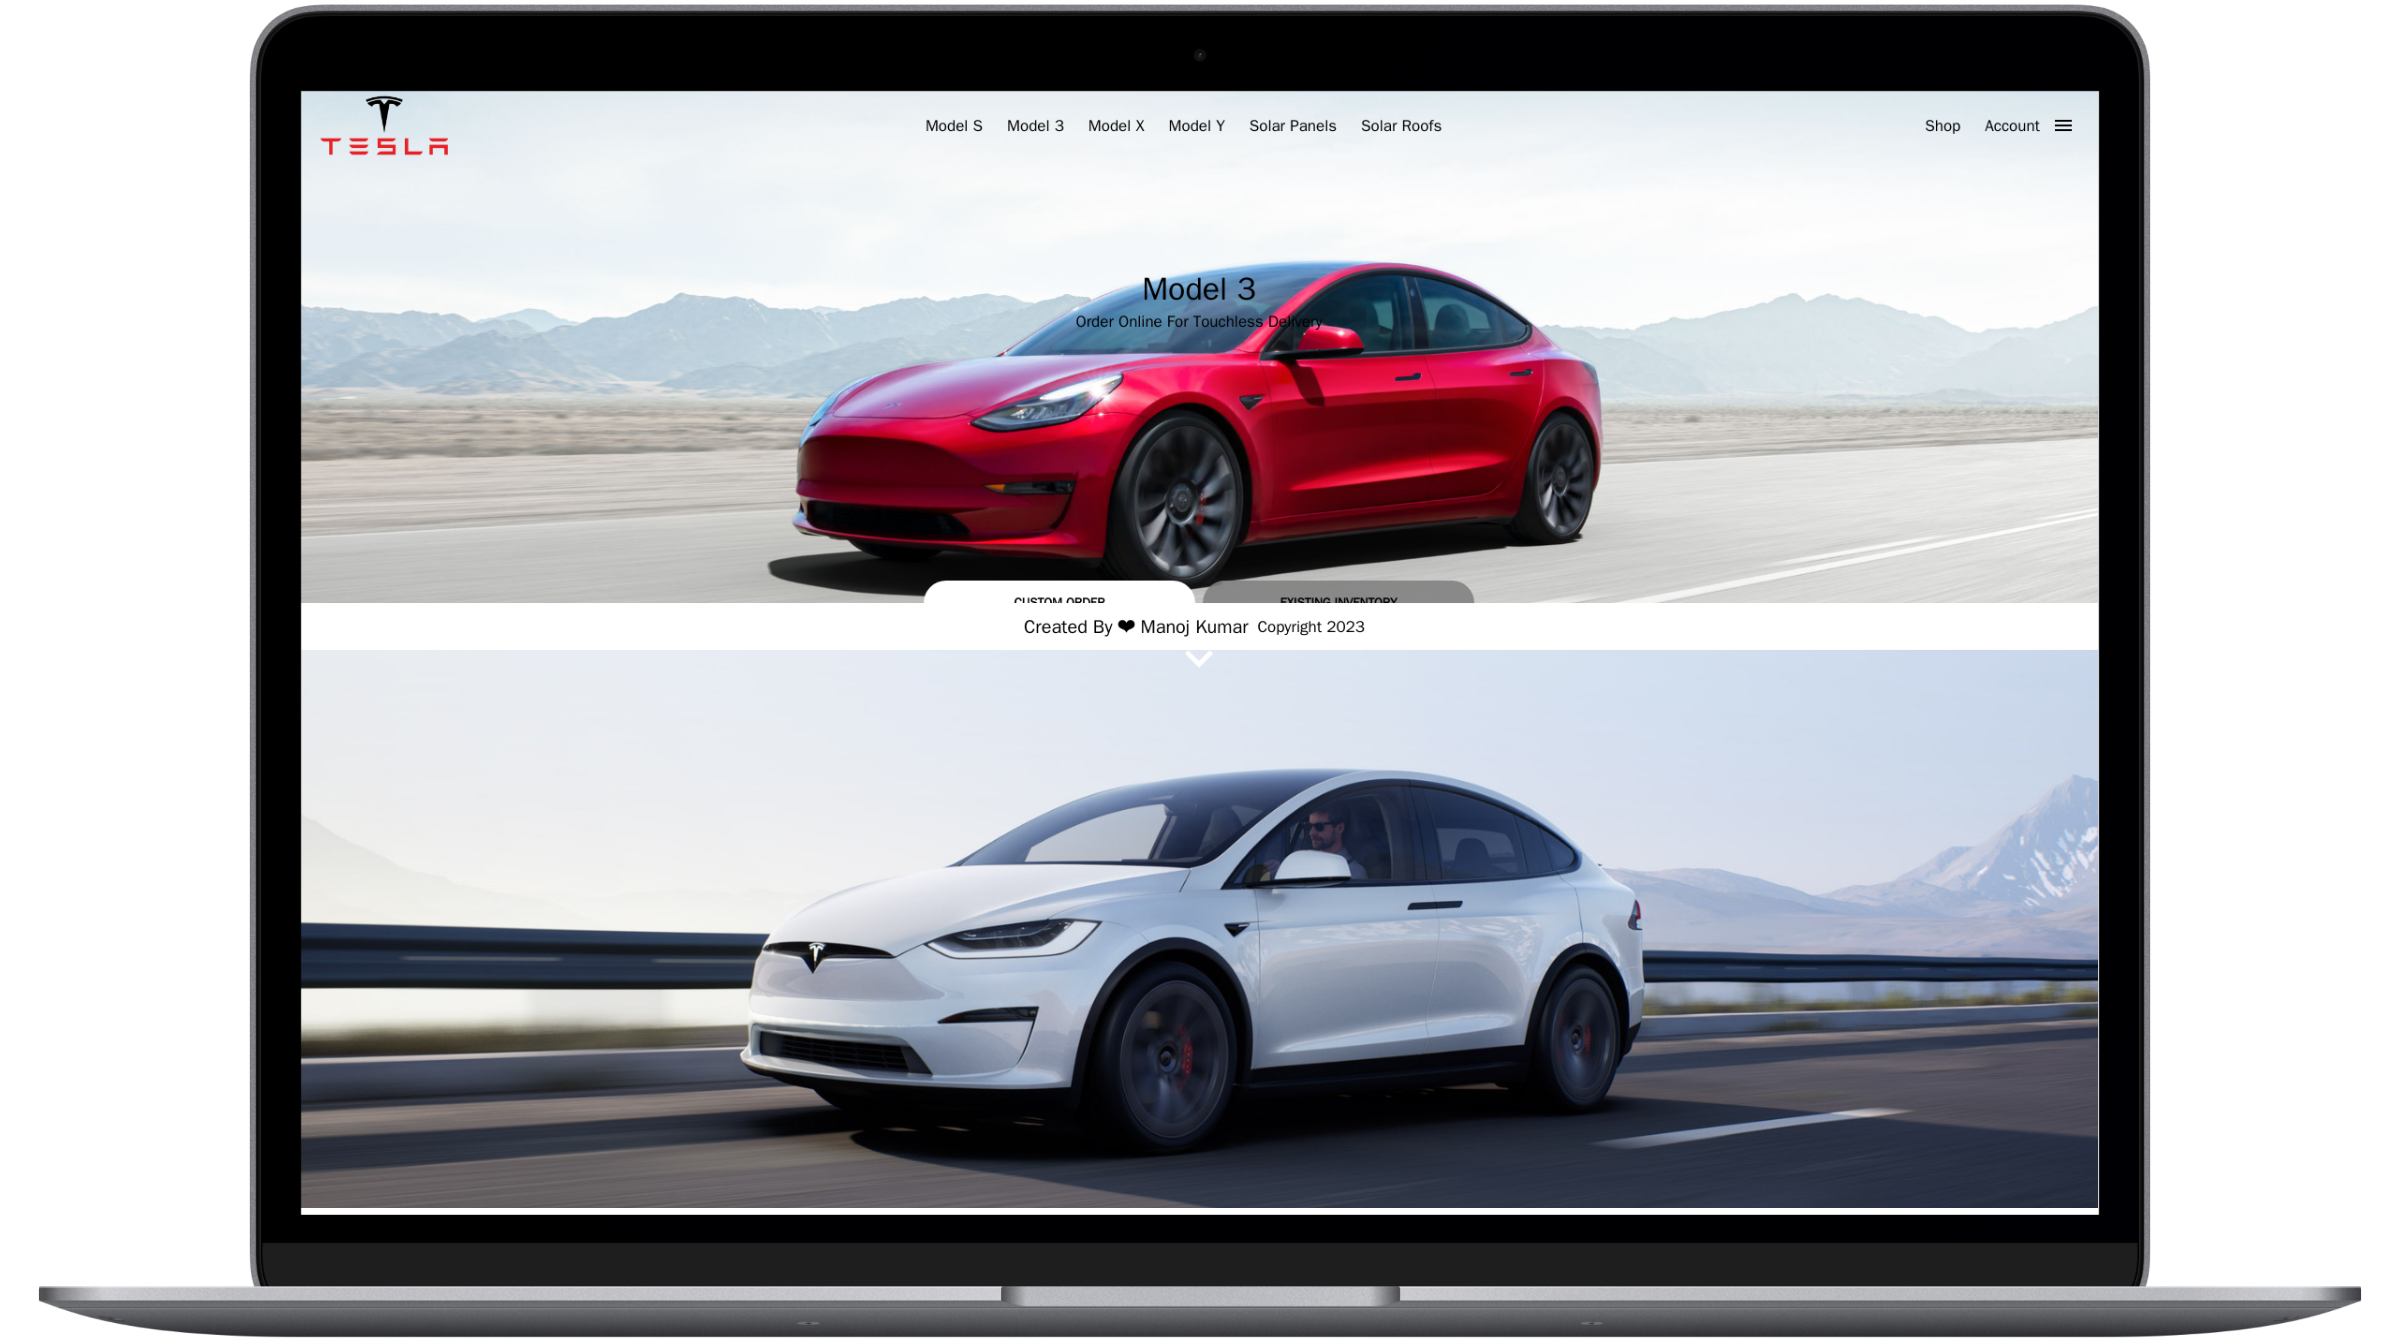 TESLA
Model S Model 3 Model X Model Y Solar Panels Solar Roofs Shop Account
Model 3
Order Online For Touchless Delivery
CUSTOM ORDER EXISTING INVENTORY
Created By ❤ Manoj Kumar Copyright 2023